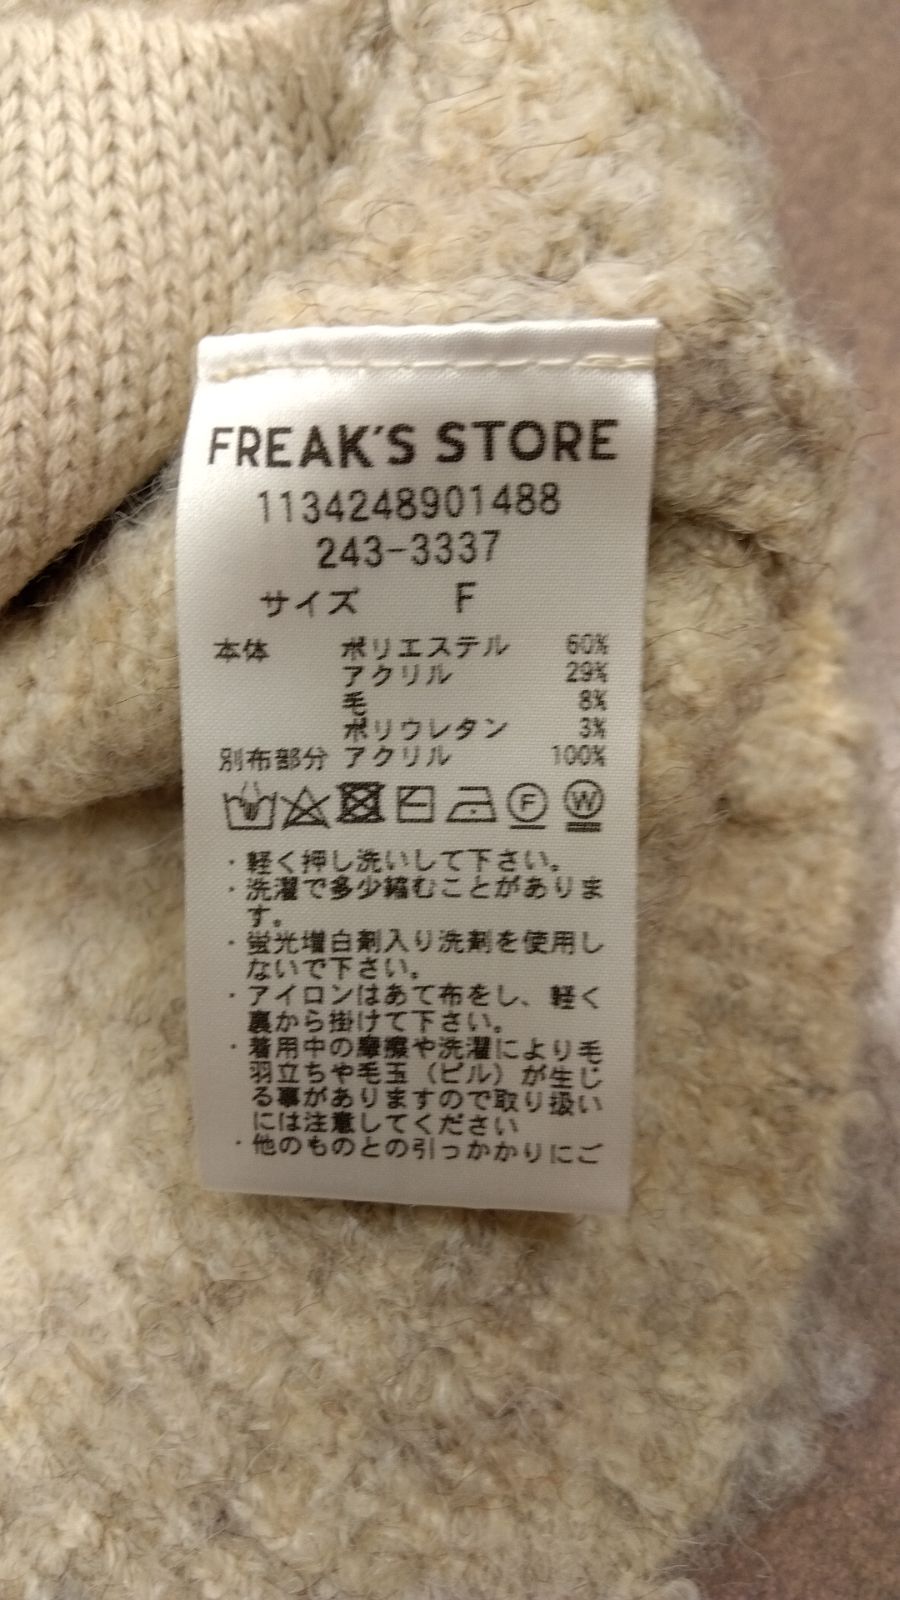 FREAK'S STORE
1134248901488
243-3337
サイズ F
本体 ポリエステル 60%
アクリル 29%
毛 8%
ポリウレタン 3%
別布部分 アクリル 100%
F W
・軽く押し洗いして下さい。
・洗濯で多少縮むことがありま
す。
・蛍光増白剤入り洗剤を使用し
ないで下さい。
・アイロンはあて布をし、軽く
裏から掛けて下さい。
・着用中の摩擦や洗濯により毛
羽立ちや毛玉（ピル）が生じ
る事がありますので取り扱い
には注意してください
・他のものとの引っかかりにご